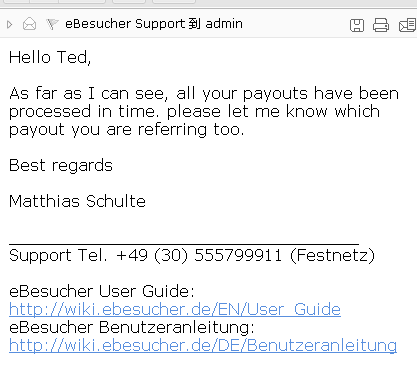 eBesucher Support 到 admin
Hello Ted,
As far as I can see, all your payouts have been
processed in time. please let me know which
payout you are referring too.
Best regards
Matthias Schulte
Support Tel. +49 (30) 555799911 (Festnetz)
eBesucher User Guide:
http://wiki.ebesucher.de/EN/User_Guide
eBesucher Benutzeranleitung:
http://wiki.ebesucher.de/DE/Benutzeranleitung